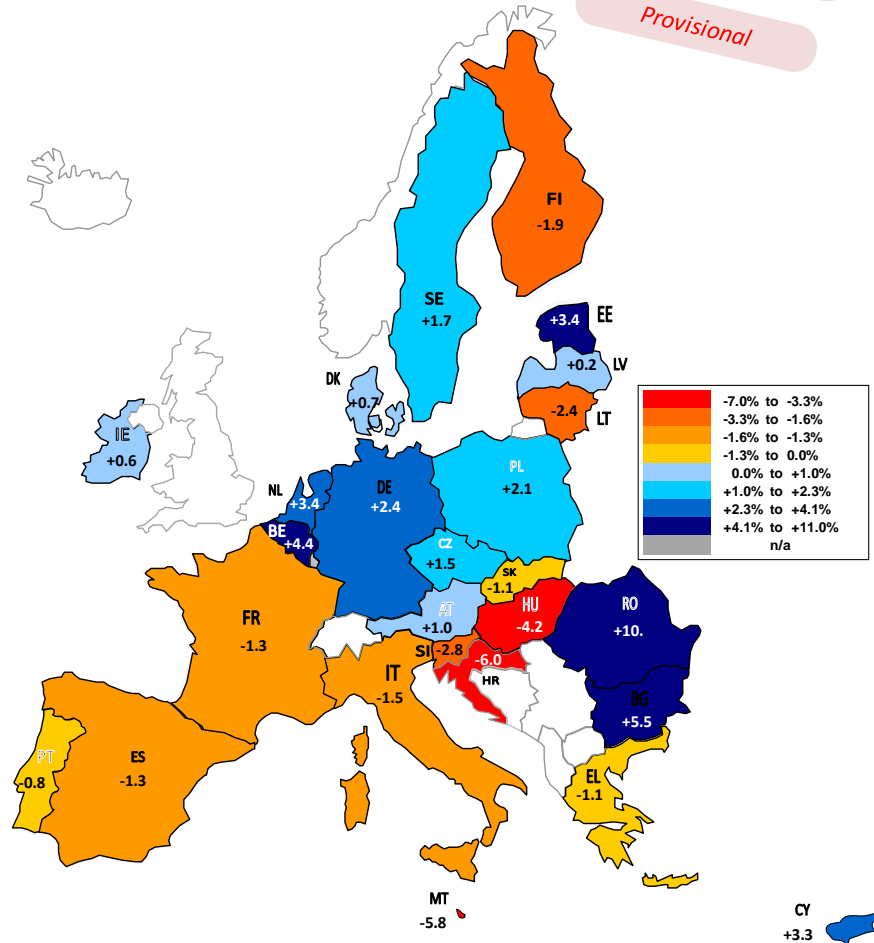 Provisional
FI
-1.9
SE
+1.7
EE
+3.4
LV
+0.2
DK
+0.7
LT
-2.4
-7.0% to -3.3%
-3.3% to -1.6%
-1.6% to -1.3%
-1.3% to 0.0%
0.0% to +1.0%
+1.0% to +2.3%
+2.3% to +4.1%
+4.1% to +11.0%
n/a
IE
+0.6
NL
+3.4
DE
+2.4
PL
+2.1
BE
+4.4
CZ
+1.5
SK
-1.1
AT
+1.0
HU
-4.2
RO
+10.
FR
-1.3
SI
-2.8
-6.0
HR
IT
-1.5
BG
+5.5
PT
-0.8
ES
-1.3
EL
-1.1
MT
-5.8
CY
+3.3